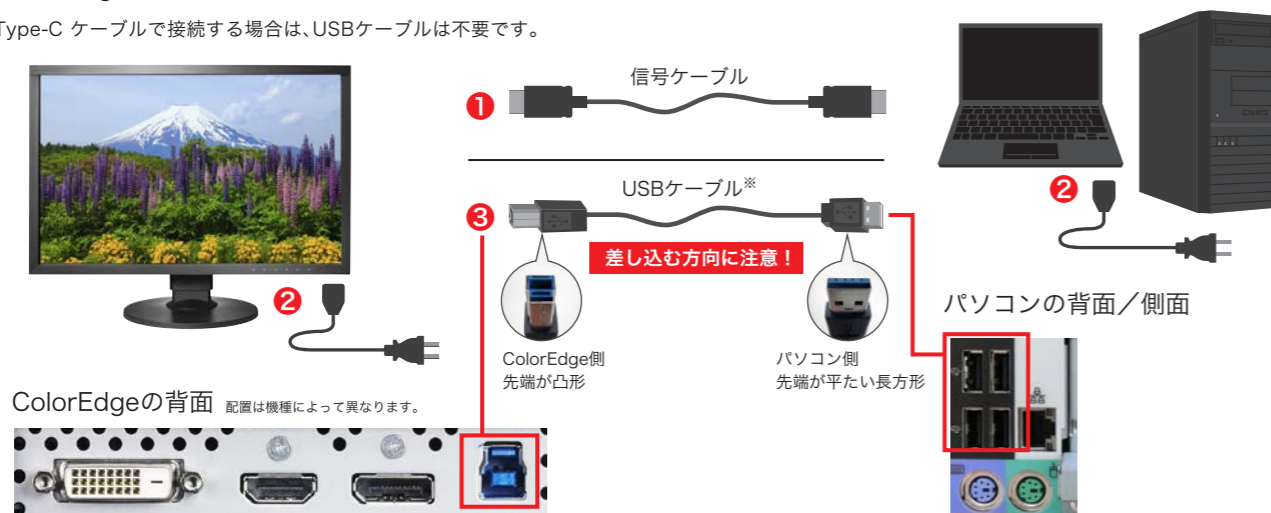 Type-C ケーブルで接続する場合は、USBケーブルは不要です。
信号ケーブル
❶
USBケーブル※
❸
差し込む方向に注意！
❷
❷
ColorEdge側
先端が凸形
パソコン側
先端が平たい長方形
パソコンの背面／側面
ColorEdgeの背面 配置は機種によって異なります。